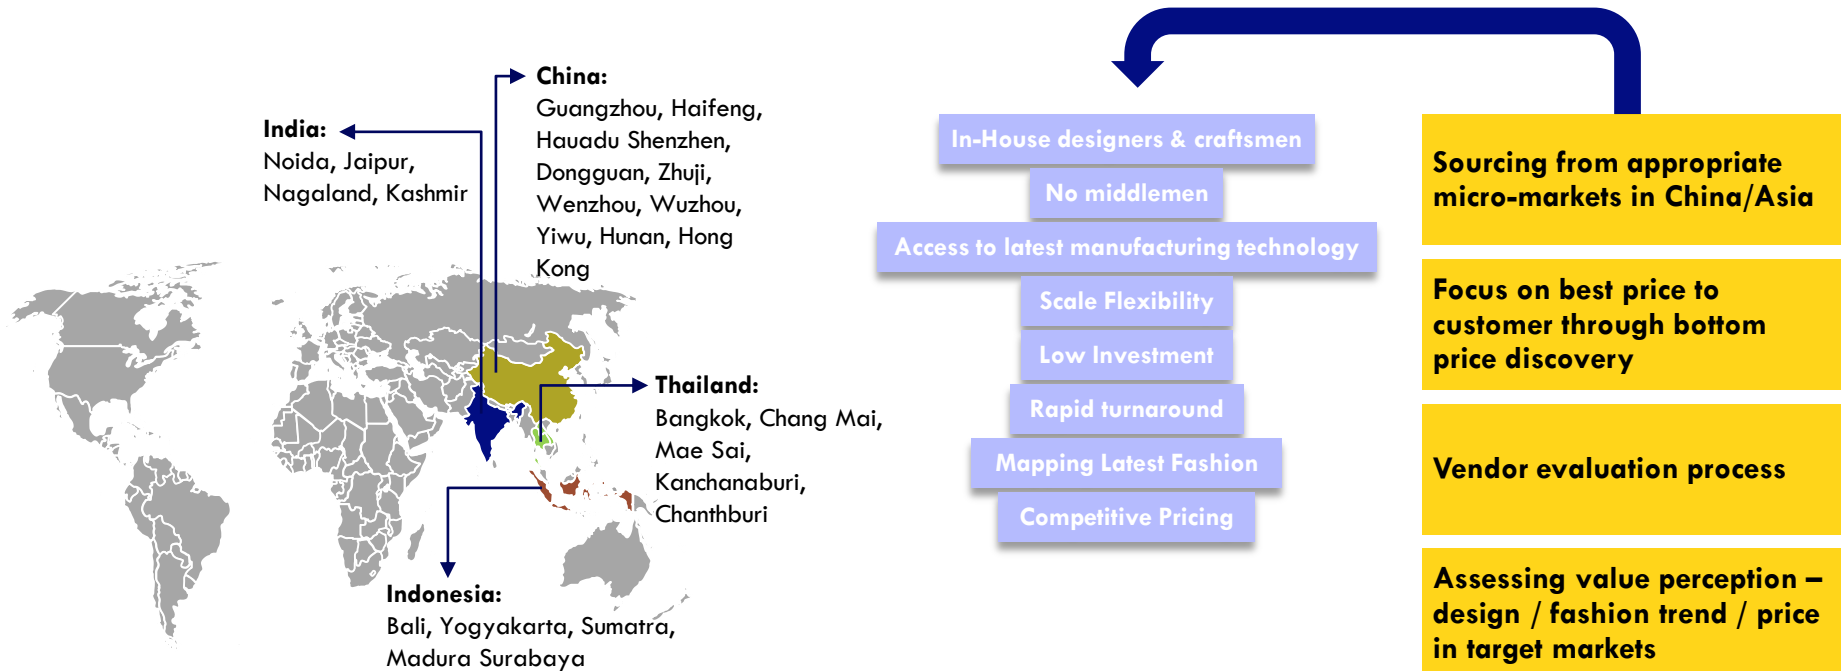 China:
Guangzhou, Haifeng,
Hauadu Shenzhen,
Dongguan, Zhuji,
Wenzhou, Wuzhou,
Yiwu, Hunan, Hong
Kong
India:
Noida, Jaipur,
Nagaland, Kashmir
Thailand:
Bangkok, Chang Mai,
Mae Sai,
Kanchanaburi,
Chanthburi
Indonesia:
Bali, Yogyakarta, Sumatra,
Madura Surabaya
In-House designers & craftsmen
No middlemen
Access to latest manufacturing technology
Scale Flexibility
Low Investment
Rapid turnaround
Mapping Latest Fashion
Competitive Pricing
Sourcing from appropriate
micro-markets in China/Asia
Focus on best price to
customer through bottom
price discovery
Vendor evaluation process
Assessing value perception –
design / fashion trend / price
in target markets